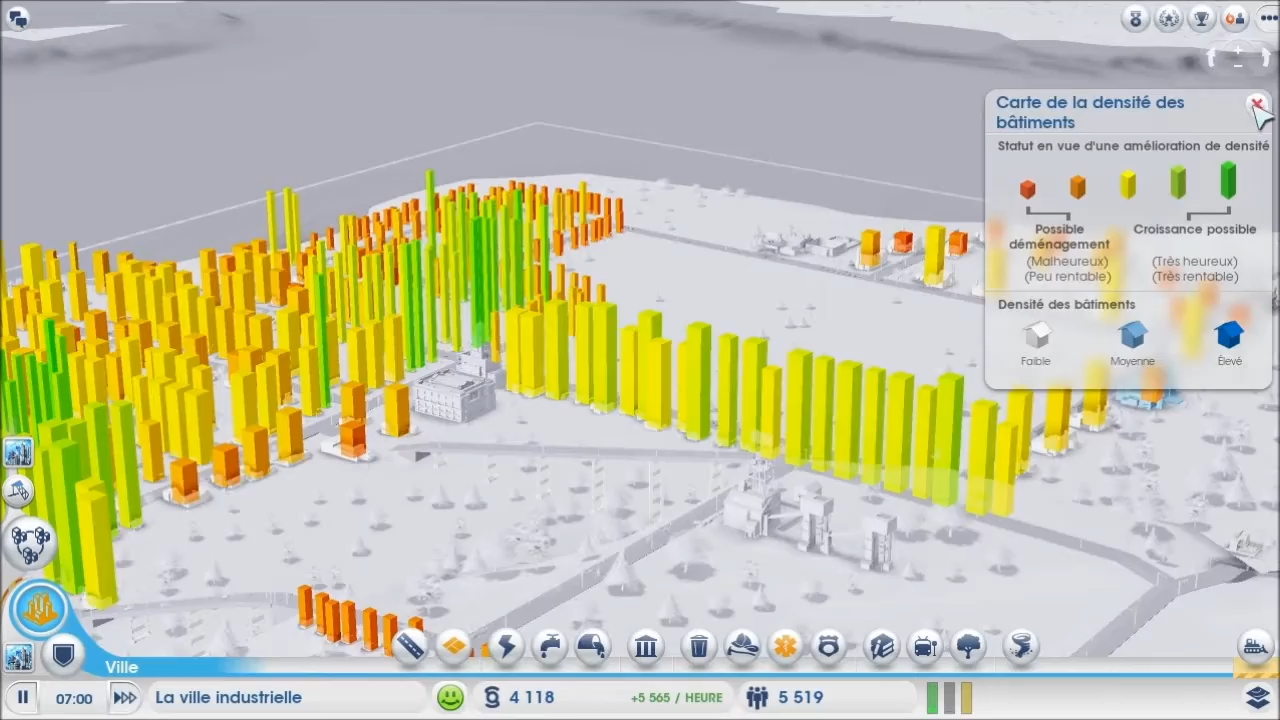 Carte de la densité des
bâtiments
Statut en vue d'une amélioration de densité
Possible
déménagement
(Malheureux)
(Peu rentable)
Croissance possible
(Très heureux)
(Très rentable)
Densité des bâtiments
Faible
Moyenne
Élevé
Ville
07:00
La ville industrielle
4 118
+5 565 / HEURE
5 519